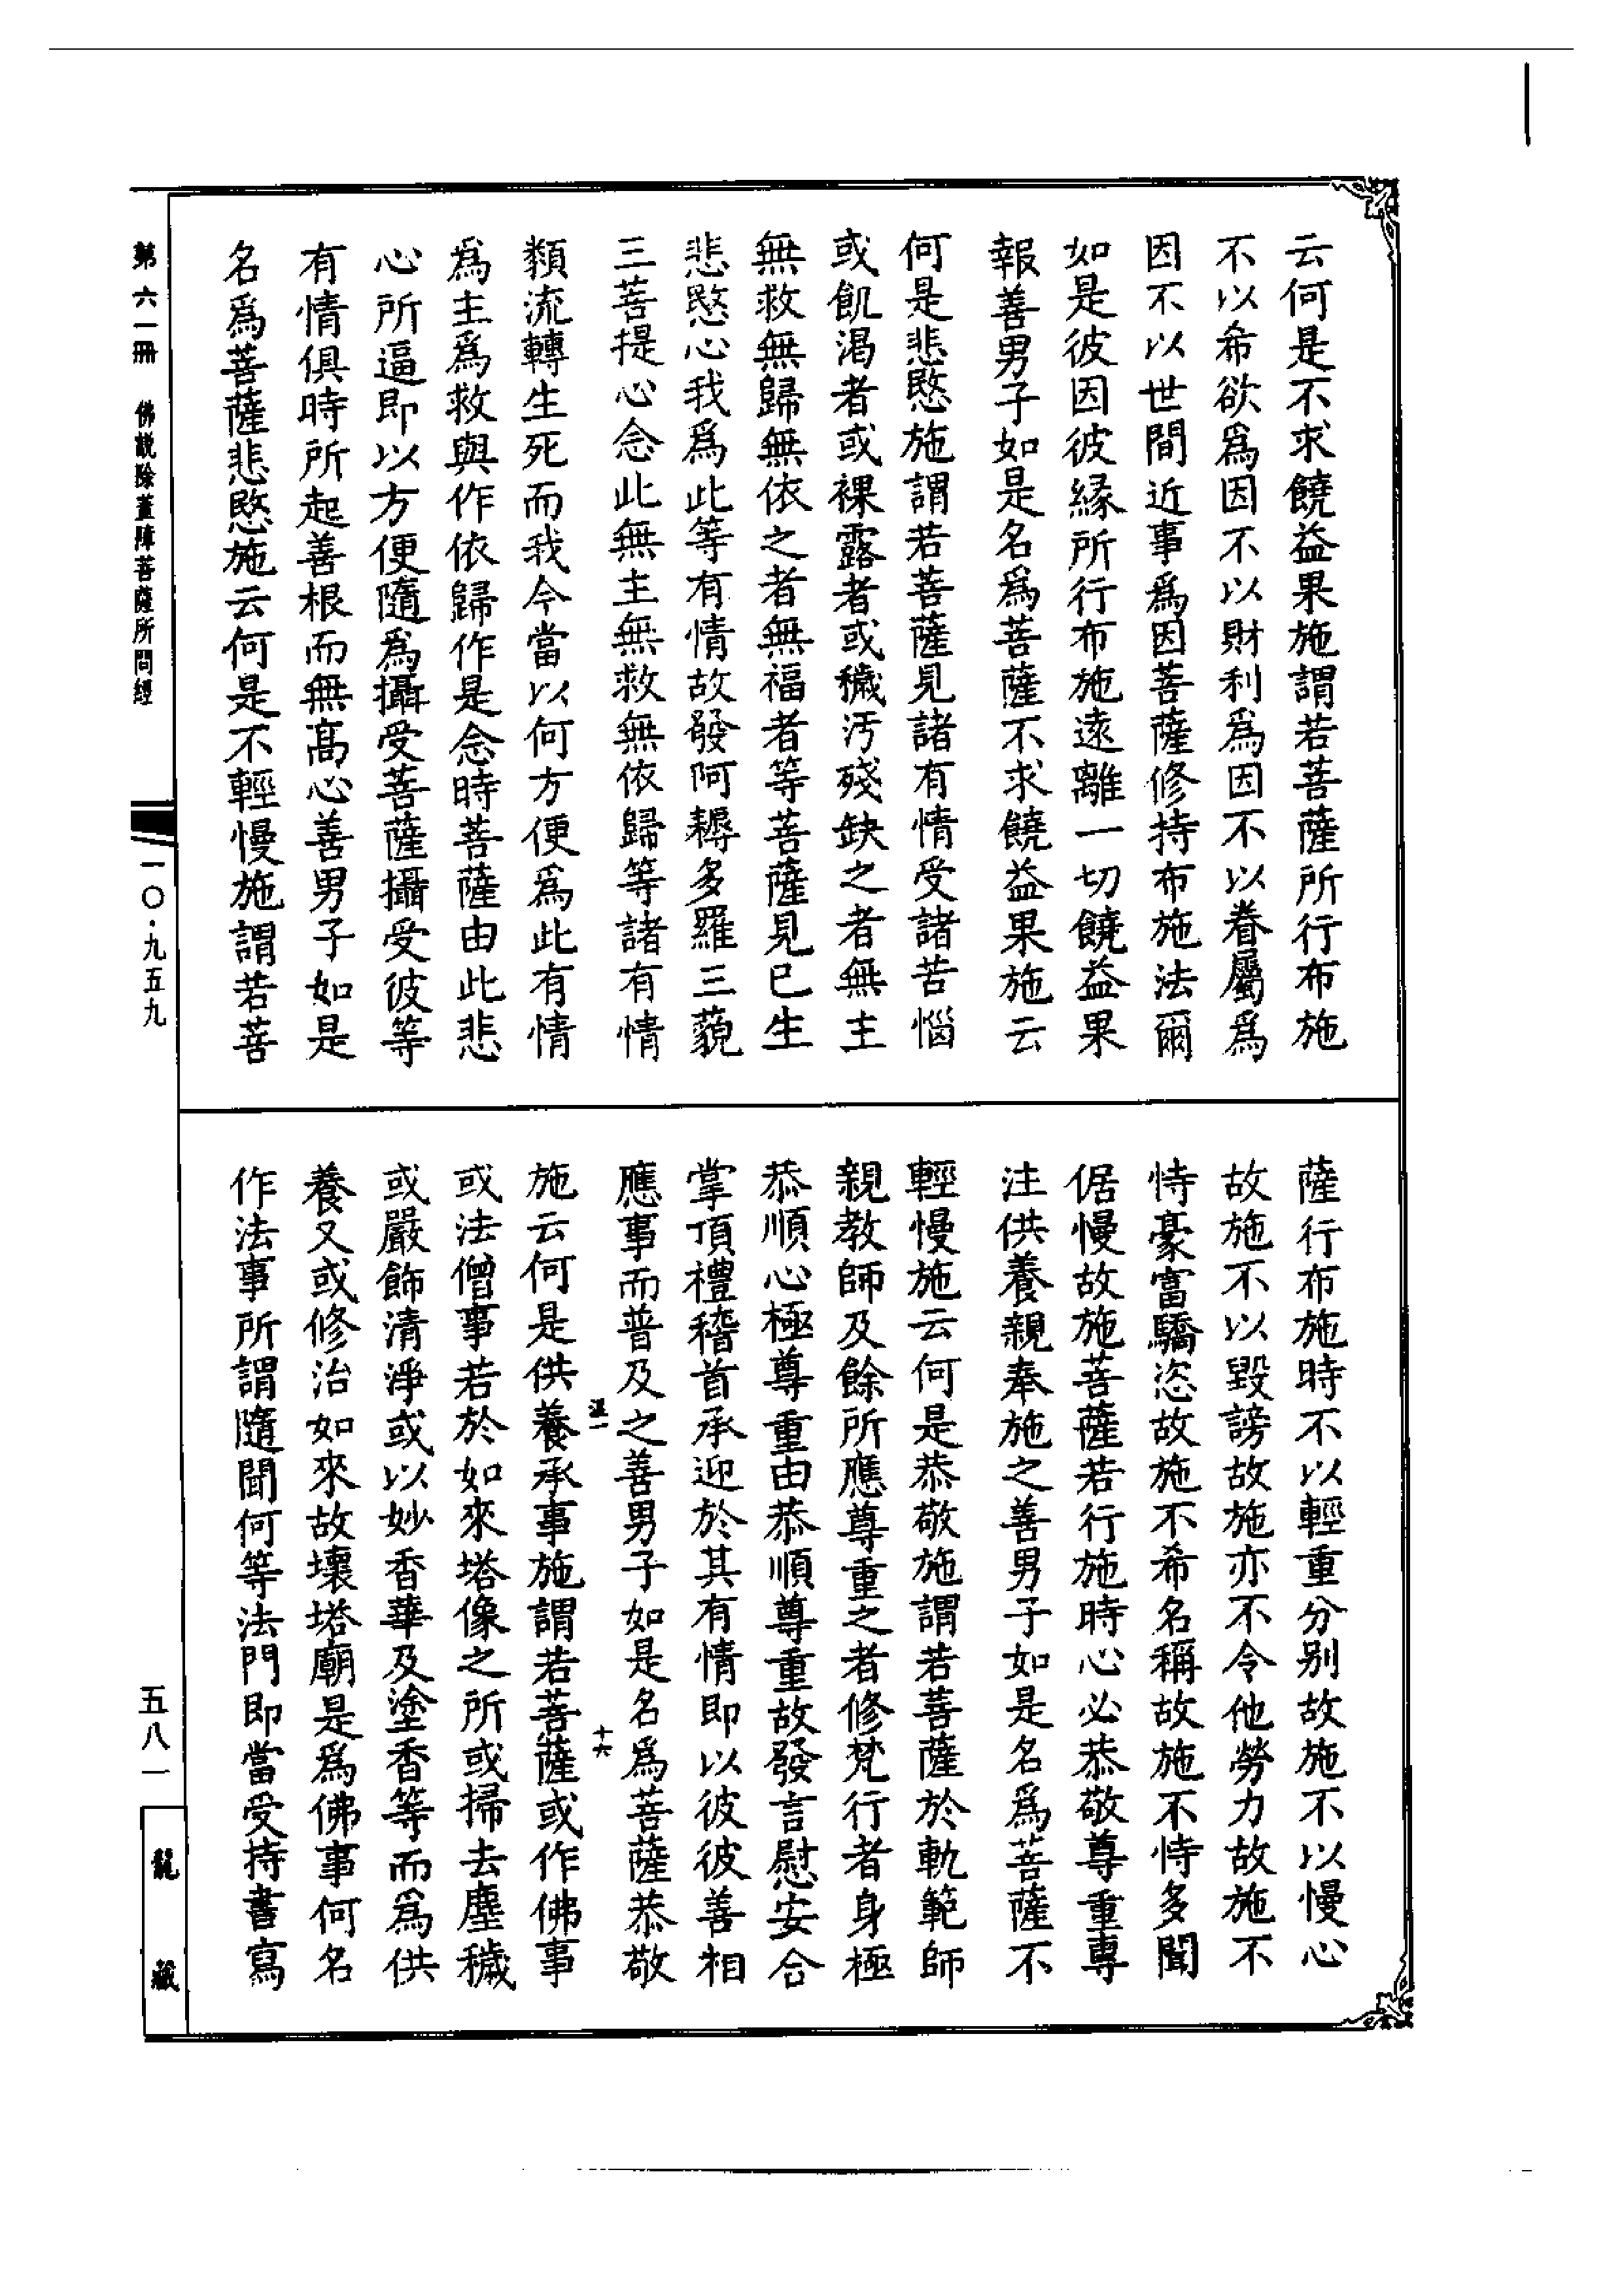 云何是不求饒益果施謂若菩薩所行布施
不以希欲爲因不以財利爲因不以眷屬爲
因不以世間近事爲因菩薩修持布施法爾
如是彼因彼緣所行布施遠離一切饒益果
報善男子如是名爲菩薩不求饒益果施云
何是悲愍施謂若菩薩見諸有情受諸苦惱
或飢渴者或裸露者或穢汚殘缺之者無主
無救無歸無依之者無福者等菩薩見已生
悲愍心我爲此等有情故發阿耨多羅三藐
三菩提心念此無主無救無依歸等諸有情
類流轉生死而我今當以何方便爲此有情
爲主爲救與作依歸作是念時菩薩由此悲
心所逼即以方便隨爲攝受菩薩攝受彼等
有情俱時所起善根而無高心善男子如是
名爲菩薩悲愍施云何是不輕慢施謂若菩
薩行布施時不以輕重分别故施不以慢心
故施不以毀謗故施亦不令他勞力故施不
恃豪富驕恣故施不希名稱故施不恃多聞
倨慢故施菩薩若行施時心必恭敬尊重專
注供養親奉施之善男子如是名爲菩薩不
輕慢施云何是恭敬施謂若菩薩於軌範師
親教師及餘所應尊重之者修梵行者身極
恭順心極尊重由恭順尊重故發言慰安合
掌頂禮稽首承迎於其有情即以彼彼善相
應事而普及之善男子如是名爲菩薩恭敬
十六
施云何是供養承事施謂若菩薩或作佛事
或法僧事若於如來塔像之所或掃去塵穢
或嚴飾清淨或以妙香華及塗香等而爲供
養又或修治如來故壞塔廟是爲佛事何名
作法事所謂隨聞何等法門即當受持書寫
第六一冊 佛說除蓋障菩薩所問經
一〇·九五九
五八一
龍藏